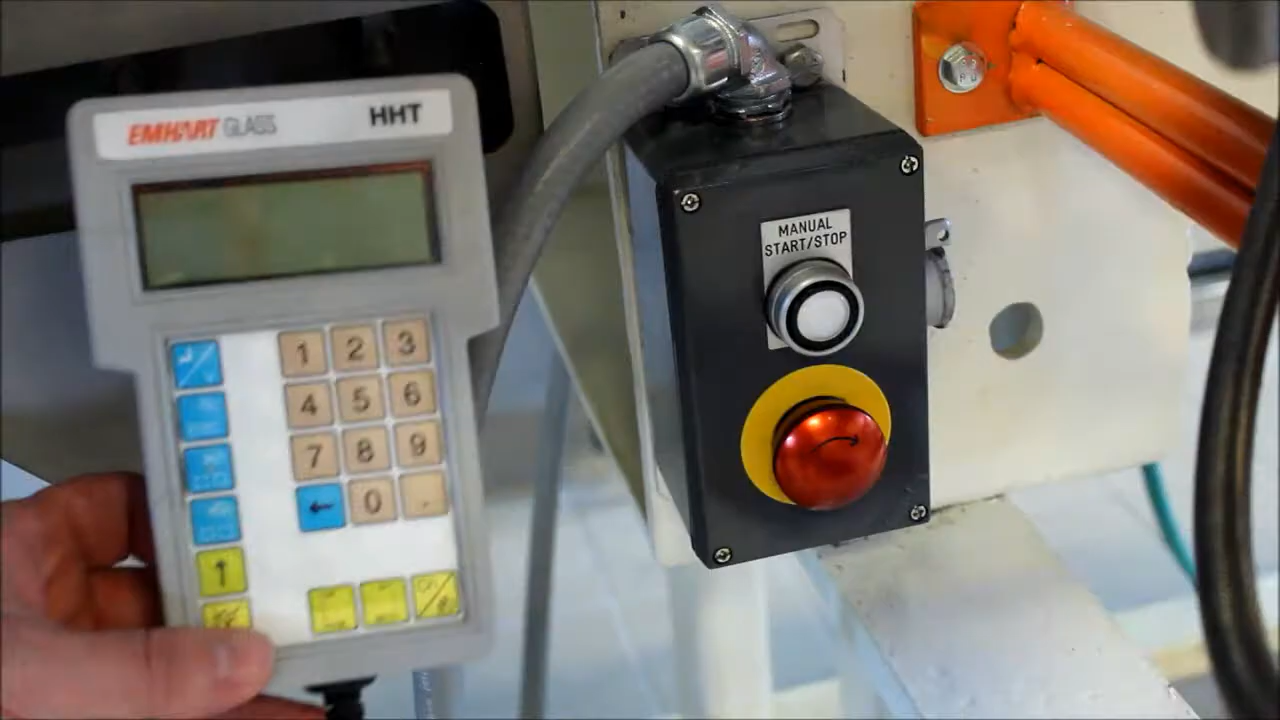 EMHART GLASS HHT
MANUAL
START/STOP
1 2 3
4 5 6
7 8 9
← 0 .
↑